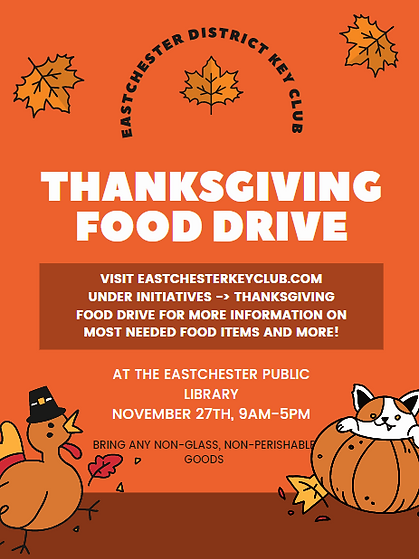 EASTCHESTER DISTRICT KEY CLUB
THANKSGIVING
FOOD DRIVE
VISIT EASTCHESTERKEYCLUB.COM
UNDER INITIATIVES -> THANKSGIVING
FOOD DRIVE FOR MORE INFORMATION ON
MOST NEEDED FOOD ITEMS AND MORE!
AT THE EASTCHESTER PUBLIC
LIBRARY
NOVEMBER 27TH, 9AM-5PM
BRING ANY NON-GLASS, NON-PERISHABLE
GOODS